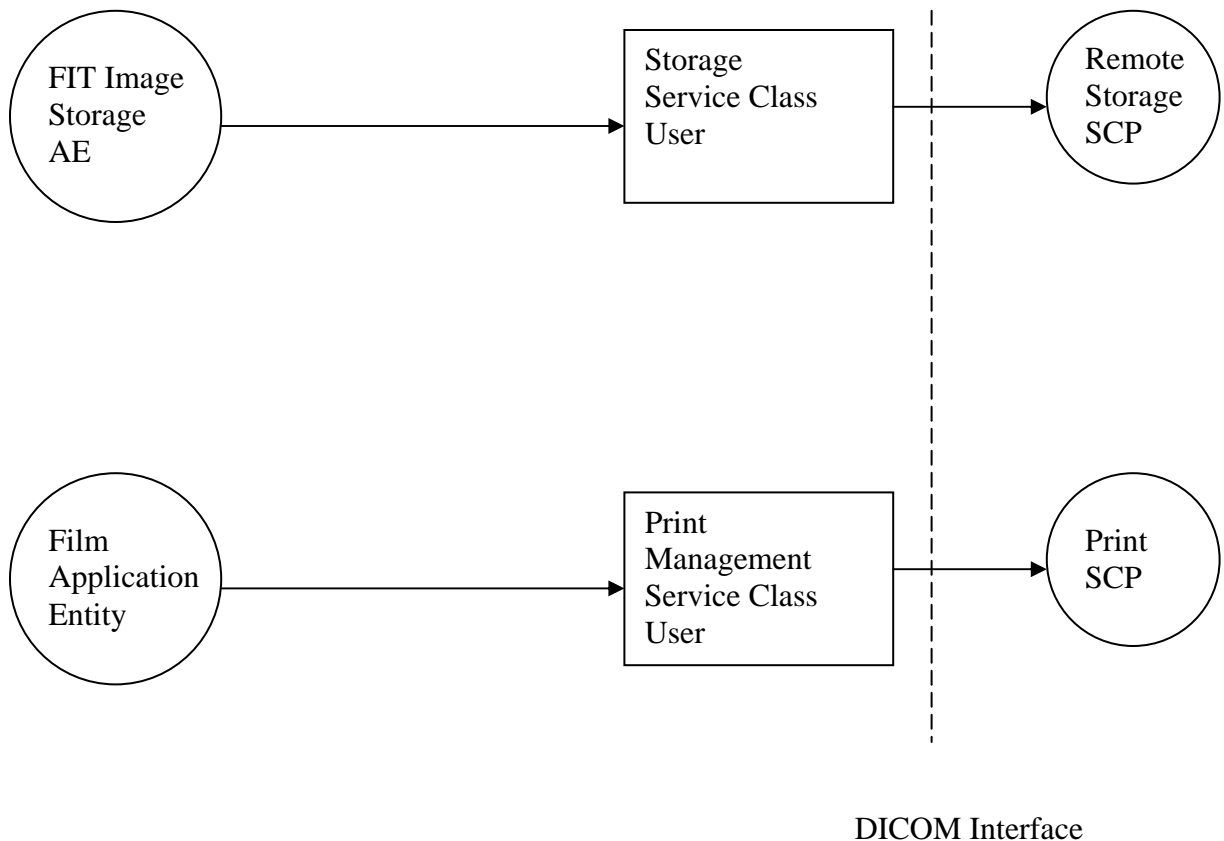 FIT Image
Storage
AE
Storage
Service Class
User
Remote
Storage
SCP
Film
Application
Entity
Print
Management
Service Class
User
Print
SCP
DICOM Interface